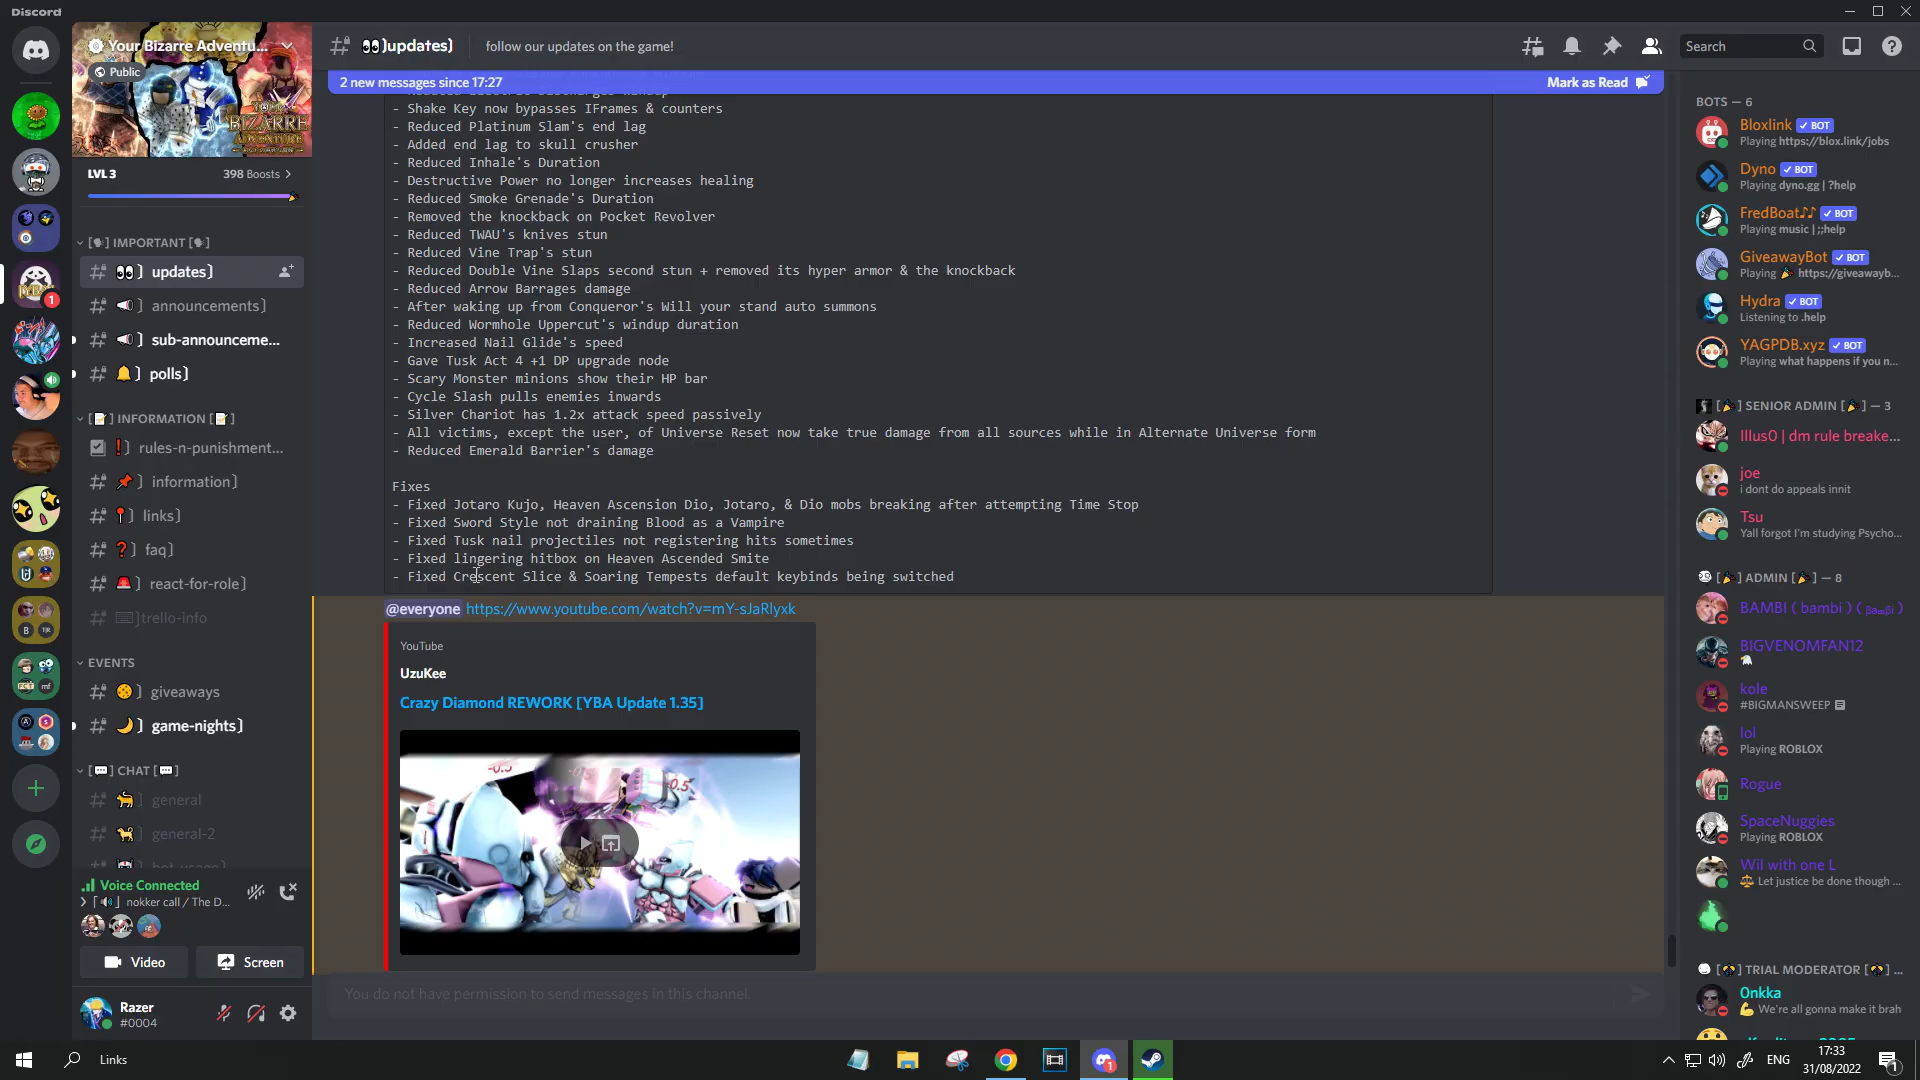 Discord
Your Bizarre Adventu...
Public
LVL 3
398 Boosts
[🗣] IMPORTANT [🗣]
👀〕updates〕
📢〕announcements〕
📢〕sub-announceme...
🔔〕polls〕
[📝] INFORMATION [📝]
❗〕rules-n-punishment...
📌〕information〕
📍〕links〕
❓〕faq〕
🚨〕react-for-role〕
⌨〕trello-info
EVENTS
🍪〕giveaways
🌙〕game-nights〕
[💬] CHAT [💬]
🐈〕general
🐕〕general-2
Voice Connected
[🔊] nokker call / The D...
Video
Screen
Razer
#0004
👀〕updates〕
follow our updates on the game!
Search
2 new messages since 17:27
Mark as Read
- Shake Key now bypasses IFrames & counters
- Reduced Platinum Slam's end lag
- Added end lag to skull crusher
- Reduced Inhale's Duration
- Destructive Power no longer increases healing
- Reduced Smoke Grenade's Duration
- Removed the knockback on Pocket Revolver
- Reduced TWAU's knives stun
- Reduced Vine Trap's stun
- Reduced Double Vine Slaps second stun + removed its hyper armor & the knockback
- Reduced Arrow Barrages damage
- After waking up from Conqueror's Will your stand auto summons
- Reduced Wormhole Uppercut's windup duration
- Increased Nail Glide's speed
- Gave Tusk Act 4 +1 DP upgrade node
- Scary Monster minions show their HP bar
- Cycle Slash pulls enemies inwards
- Silver Chariot has 1.2x attack speed passively
- All victims, except the user, of Universe Reset now take true damage from all sources while in Alternate Universe form
- Reduced Emerald Barrier's damage
Fixes
- Fixed Jotaro Kujo, Heaven Ascension Dio, Jotaro, & Dio mobs breaking after attempting Time Stop
- Fixed Sword Style not draining Blood as a Vampire
- Fixed Tusk nail projectiles not registering hits sometimes
- Fixed lingering hitbox on Heaven Ascended Smite
- Fixed Crescent Slice & Soaring Tempests default keybinds being switched
@everyone https://www.youtube.com/watch?v=mY-sJaRlyxk
YouTube
UzuKee
Crazy Diamond REWORK [YBA Update 1.35]
-0.5
-0.5
You do not have permission to send messages in this channel.
BOTS — 6
Bloxlink ✓ BOT
Playing https://blox.link/jobs
Dyno ✓ BOT
Playing dyno.gg | ?help
FredBoat♪♪ ✓ BOT
Playing music | ;;help
GiveawayBot ✓ BOT
Playing 🎉 https://giveawayb...
Hydra ✓ BOT
Listening to .help
YAGPDB.xyz ✓ BOT
Playing what happens if you n...
[🎉] SENIOR ADMIN [🎉] — 3
Illus0 | dm rule breake...
joe
i dont do appeals innit
Tsu
Yall forgot I'm studying Psycho...
[🎉] ADMIN [🎉] — 8
BAMBI ( bambi )
BIGVENOMFAN12
kole
#BIGMANSWEEP
lol
Playing ROBLOX
Rogue
SpaceNuggies
Playing ROBLOX
Wil with one L
⚖ Let justice be done though ...
TRIAL MODERATOR
Onkka
💪 We're all gonna make it brah
Links
ENG
17:33
31/08/2022